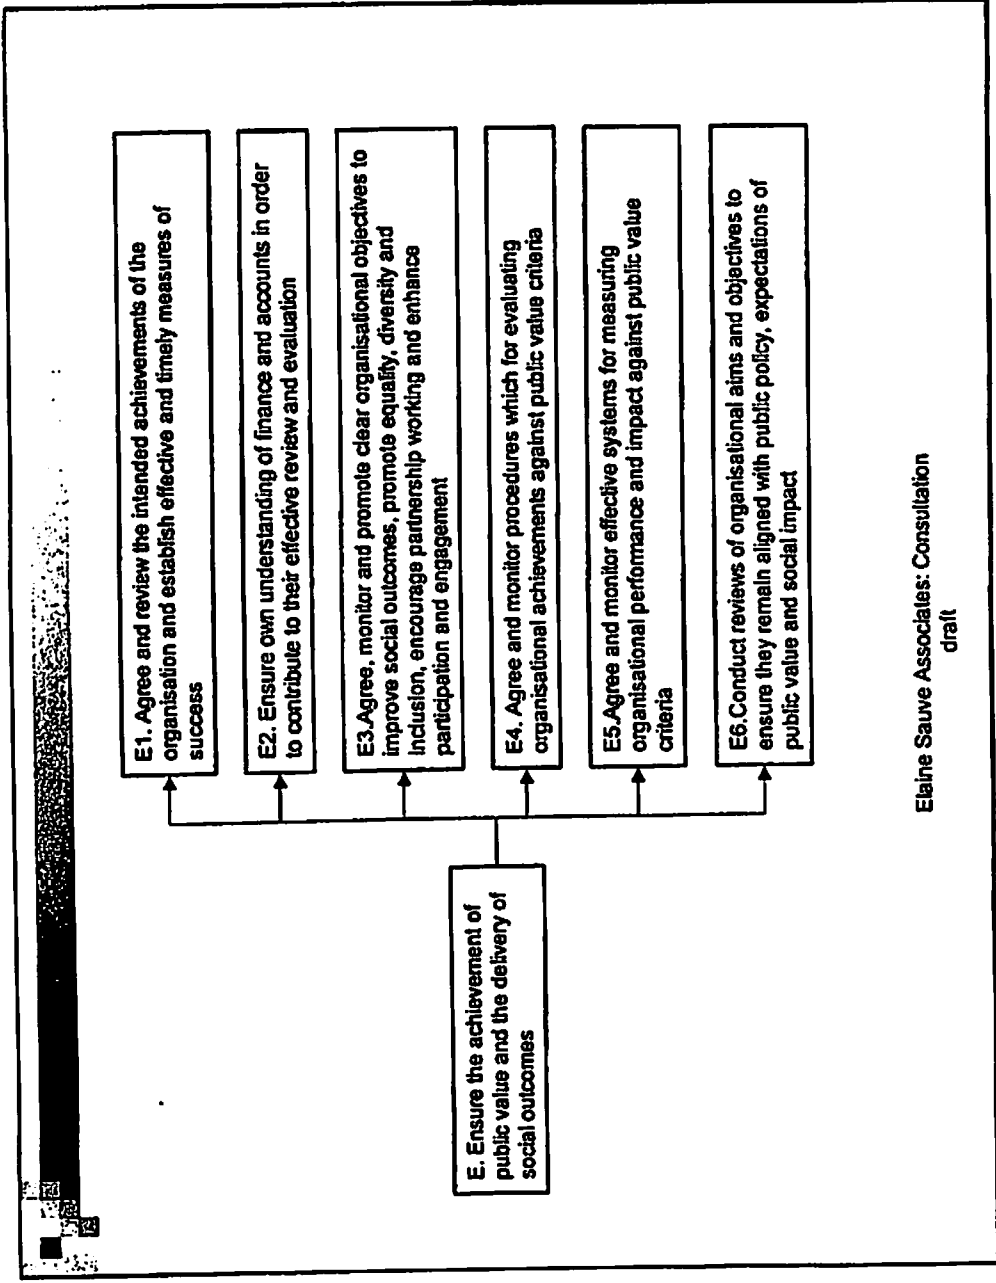 E. Ensure the achievement of
public value and the delivery of
social outcomes
E1. Agree and review the intended achievements of the
organisation and establish effective and timely measures of
success
E2. Ensure own understanding of finance and accounts in order
to contribute to their effective review and evaluation
E3.Agree, monitor and promote clear organisational objectives to
improve social outcomes, promote equality, diversity and
inclusion, encourage partnership working and enhance
participation and engagement
E4. Agree and monitor procedures which for evaluating
organisational achievements against public value criteria
E5.Agree and monitor effective systems for measuring
organisational performance and impact against public value
criteria
E6.Conduct reviews of organisational aims and objectives to
ensure they remain aligned with public policy, expectations of
public value and social impact
Elaine Sauve Associates: Consultation
draft